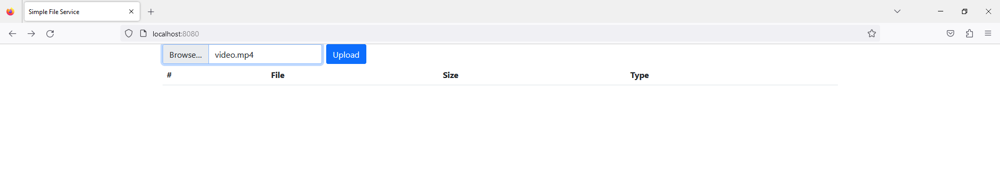 Simple File Service
localhost:8080
Browse... video.mp4 Upload
# File Size Type